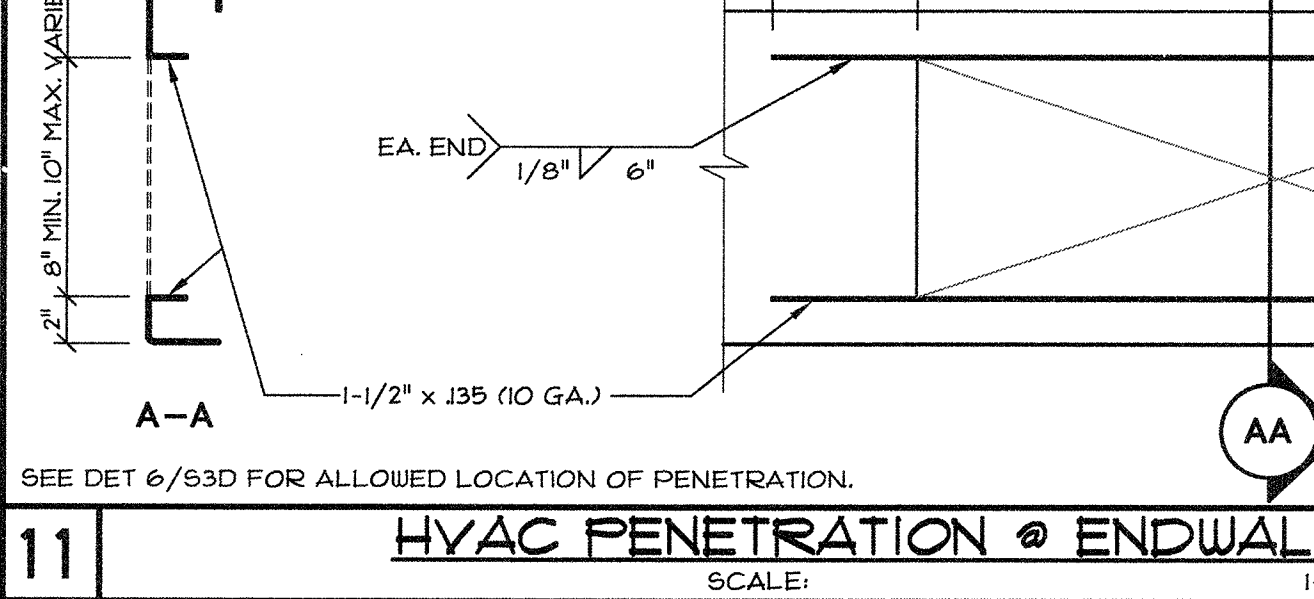 8" MIN. 10" MAX. VARIE
2"
EA. END
1/8" 6"
1-1/2" x .135 (10 GA.)
A-A
AA
SEE DET 6/S3D FOR ALLOWED LOCATION OF PENETRATION.
11
HVAC PENETRATION @ ENDWAL
SCALE: